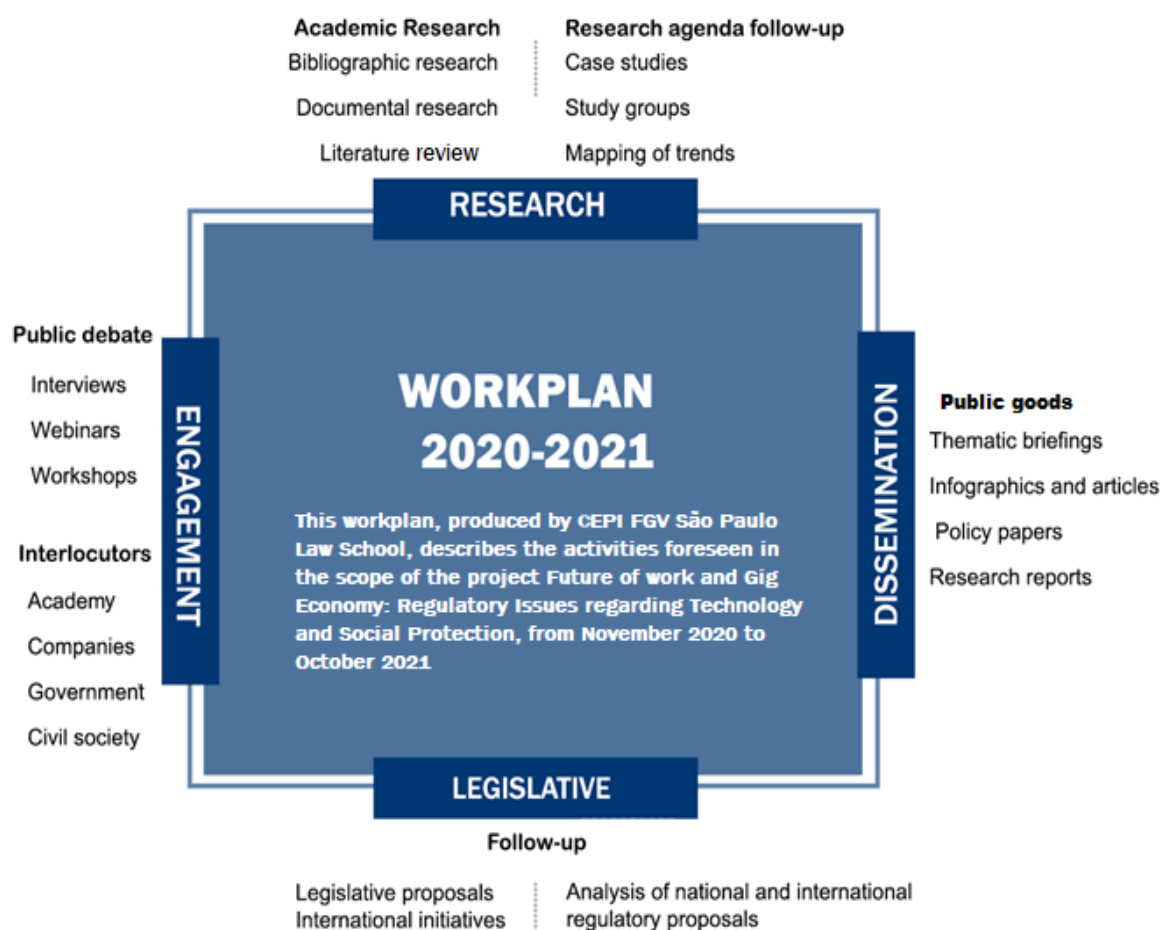 Academic Research
Bibliographic research
Documental research
Literature review
Research agenda follow-up
Case studies
Study groups
Mapping of trends
RESEARCH
Public debate
Interviews
Webinars
Workshops
Interlocutors
Academy
Companies
Government
Civil society
ENGAGEMENT
WORKPLAN
2020-2021
This workplan, produced by CEPI FGV São Paulo
Law School, describes the activities foreseen in
the scope of the project Future of work and Gig
Economy: Regulatory Issues regarding Technology
and Social Protection, from November 2020 to
October 2021
DISSEMINATION
Public goods
Thematic briefings
Infographics and articles
Policy papers
Research reports
LEGISLATIVE
Follow-up
Legislative proposals
International initiatives
Analysis of national and international
regulatory proposals